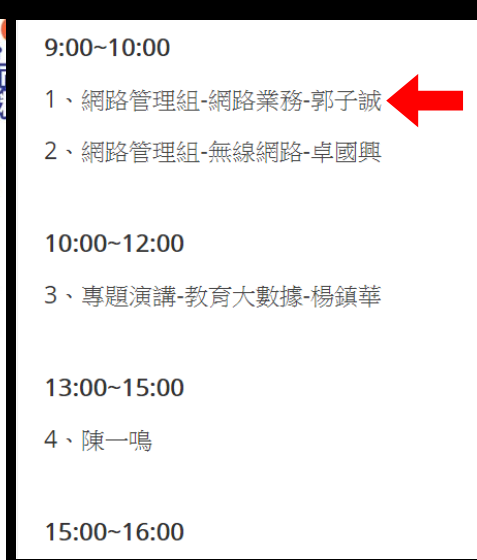 9:00~10:00
1、網路管理組-網路業務-郭子誠
2、網路管理組-無線網路-卓國興
10:00~12:00
3、專題演講-教育大數據-楊鎮華
13:00~15:00
4、陳一鳴
15:00~16:00